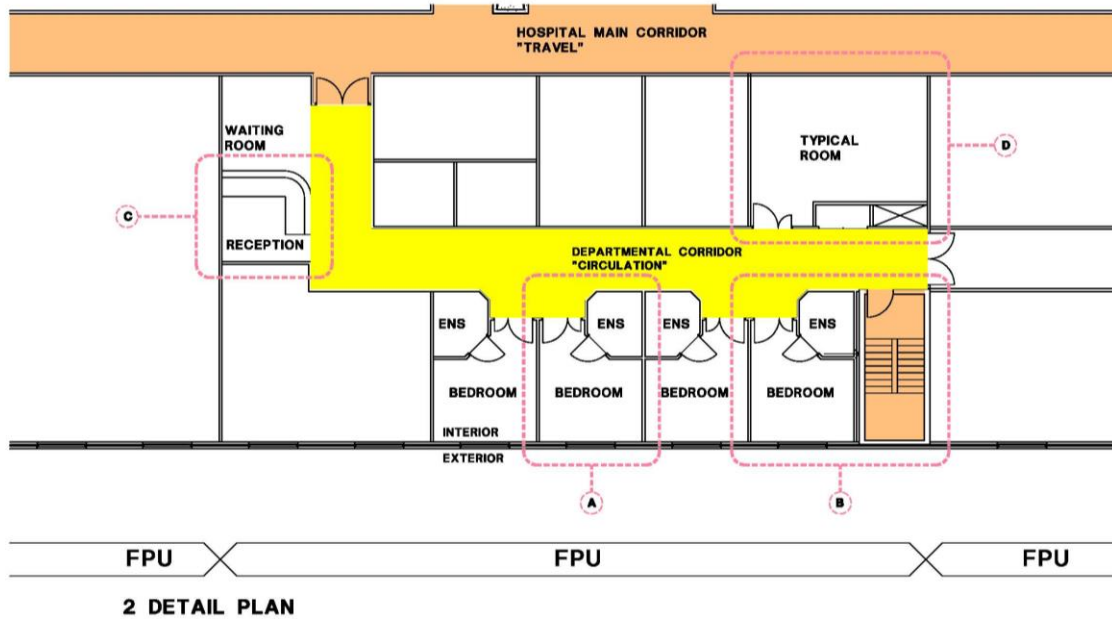 HOSPITAL MAIN CORRIDOR
"TRAVEL"
WAITING
ROOM
TYPICAL
ROOM
D
C
RECEPTION
DEPARTMENTAL CORRIDOR
"CIRCULATION"
ENS
ENS
ENS
ENS
BEDROOM
BEDROOM
BEDROOM
BEDROOM
INTERIOR
EXTERIOR
A
B
FPU
FPU
FPU
2 DETAIL PLAN